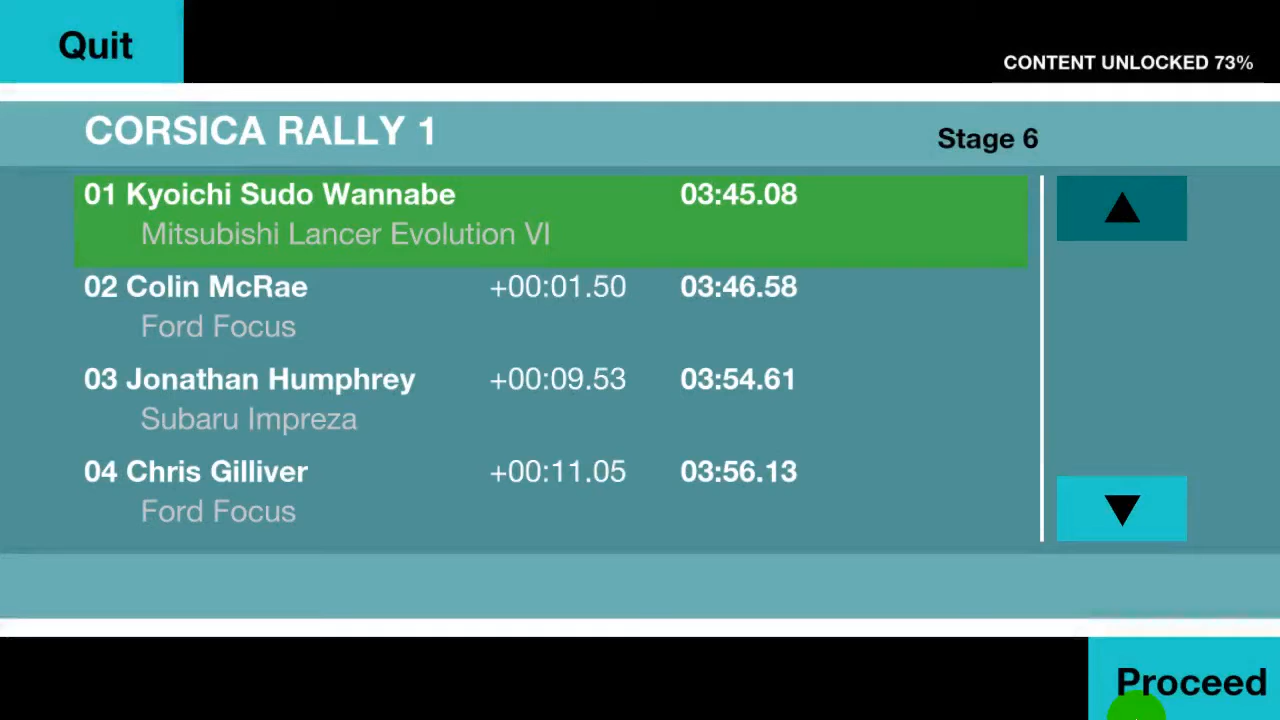 Quit
CONTENT UNLOCKED 73%
CORSICA RALLY 1
Stage 6
01 Kyoichi Sudo Wannabe 03:45.08
Mitsubishi Lancer Evolution VI
02 Colin McRae +00:01.50 03:46.58
Ford Focus
03 Jonathan Humphrey +00:09.53 03:54.61
Subaru Impreza
04 Chris Gilliver +00:11.05 03:56.13
Ford Focus
Proceed